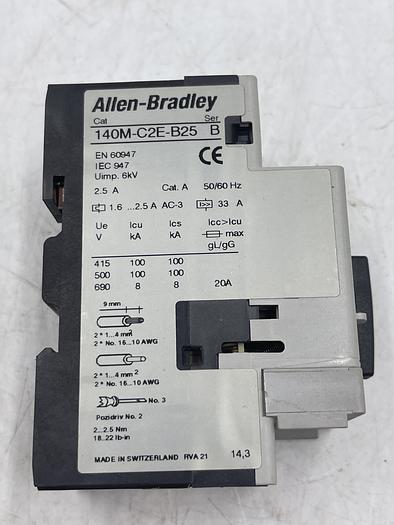 Allen-Bradley
Cat Ser
140M-C2E-B25 B
EN 60947
IEC 947
Uimp. 6kV
CE
2.5 A Cat. A 50/60 Hz
1.6 ...2.5 A AC-3 I>> 33 A
Ue Icu Ics Icc>Icu
V kA kA max
gL/gG
415 100 100
500 100 100
690 8 8 20A
9 mm
2 * 1...4 mm²
2 * No. 16...10 AWG
2 * 1...4 mm²
2 * No. 16...10 AWG
No. 3
Pozidriv No. 2
2...2.5 Nm
18...22 lb-in
MADE IN SWITZERLAND RVA 21 14,3